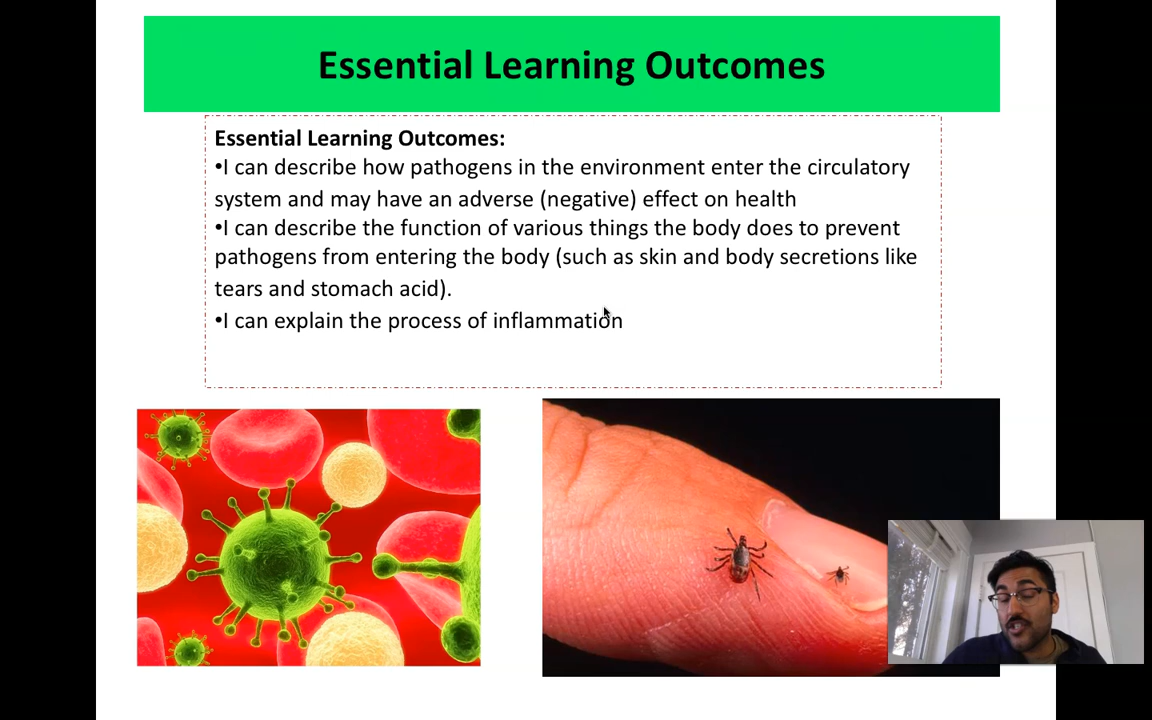 Essential Learning Outcomes
Essential Learning Outcomes:
•I can describe how pathogens in the environment enter the circulatory
system and may have an adverse (negative) effect on health
•I can describe the function of various things the body does to prevent
pathogens from entering the body (such as skin and body secretions like
tears and stomach acid).
•I can explain the process of inflammation